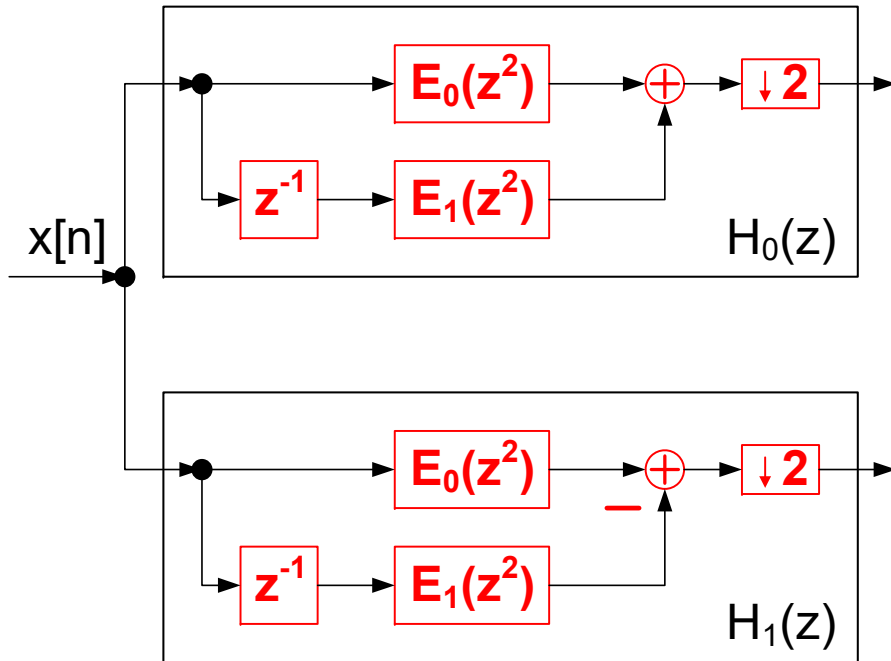 E₀(z²)
↓ 2
z⁻¹
E₁(z²)
H₀(z)
x[n]
E₀(z²)
↓ 2
z⁻¹
E₁(z²)
H₁(z)